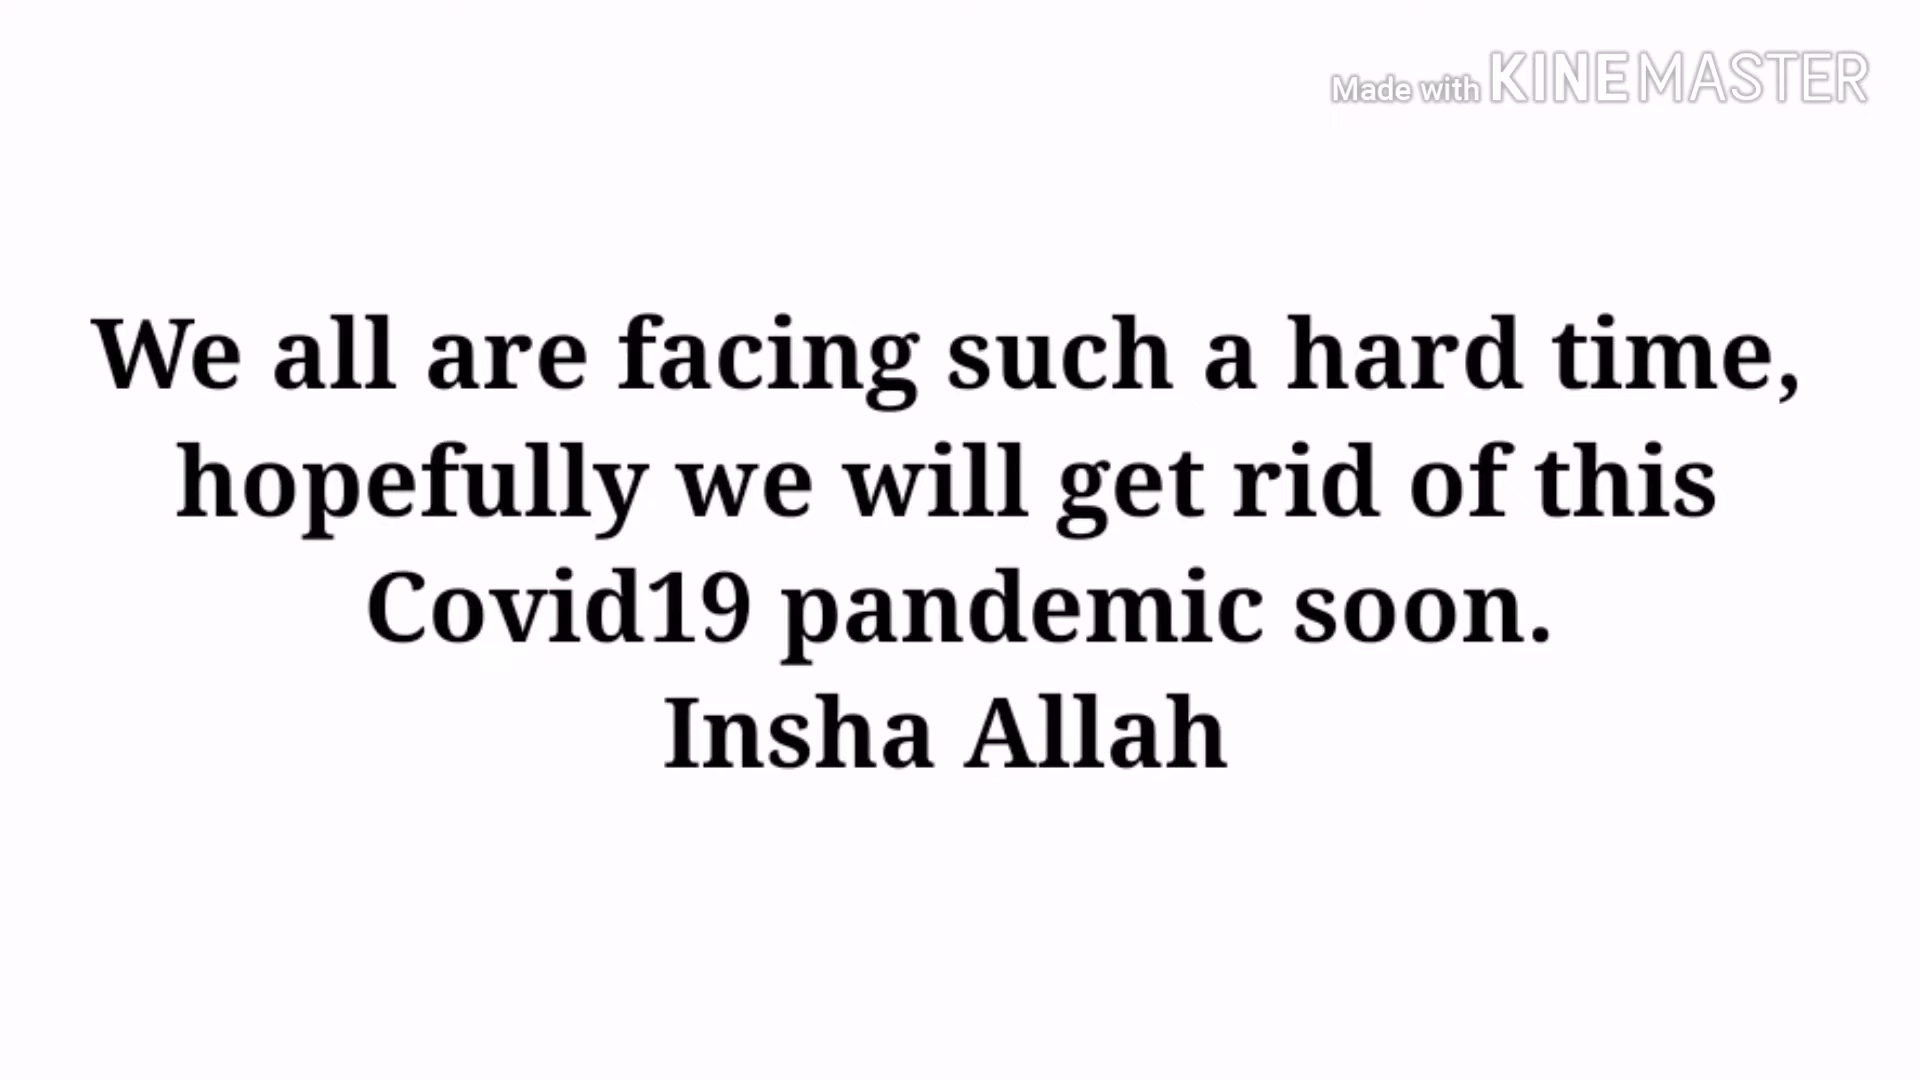 Made with KINEMASTER
We all are facing such a hard time,
hopefully we will get rid of this
Covid19 pandemic soon.
Insha Allah